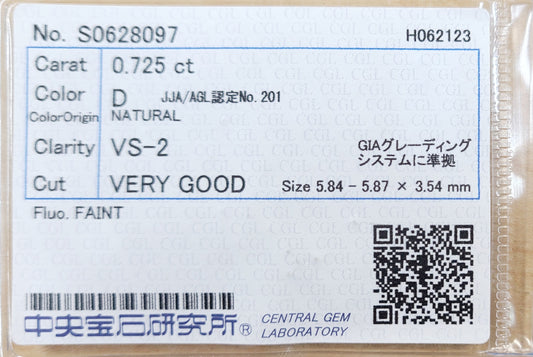 No. S0628097 H062123
Carat 0.725 ct
Color D JJA/AGL認定No.201
ColorOrigin NATURAL
Clarity VS-2 GIAグレーディング
システムに準拠
Cut VERY GOOD Size 5.84 - 5.87 × 3.54 mm
Fluo. FAINT
中央宝石研究所® CENTRAL GEM
LABORATORY